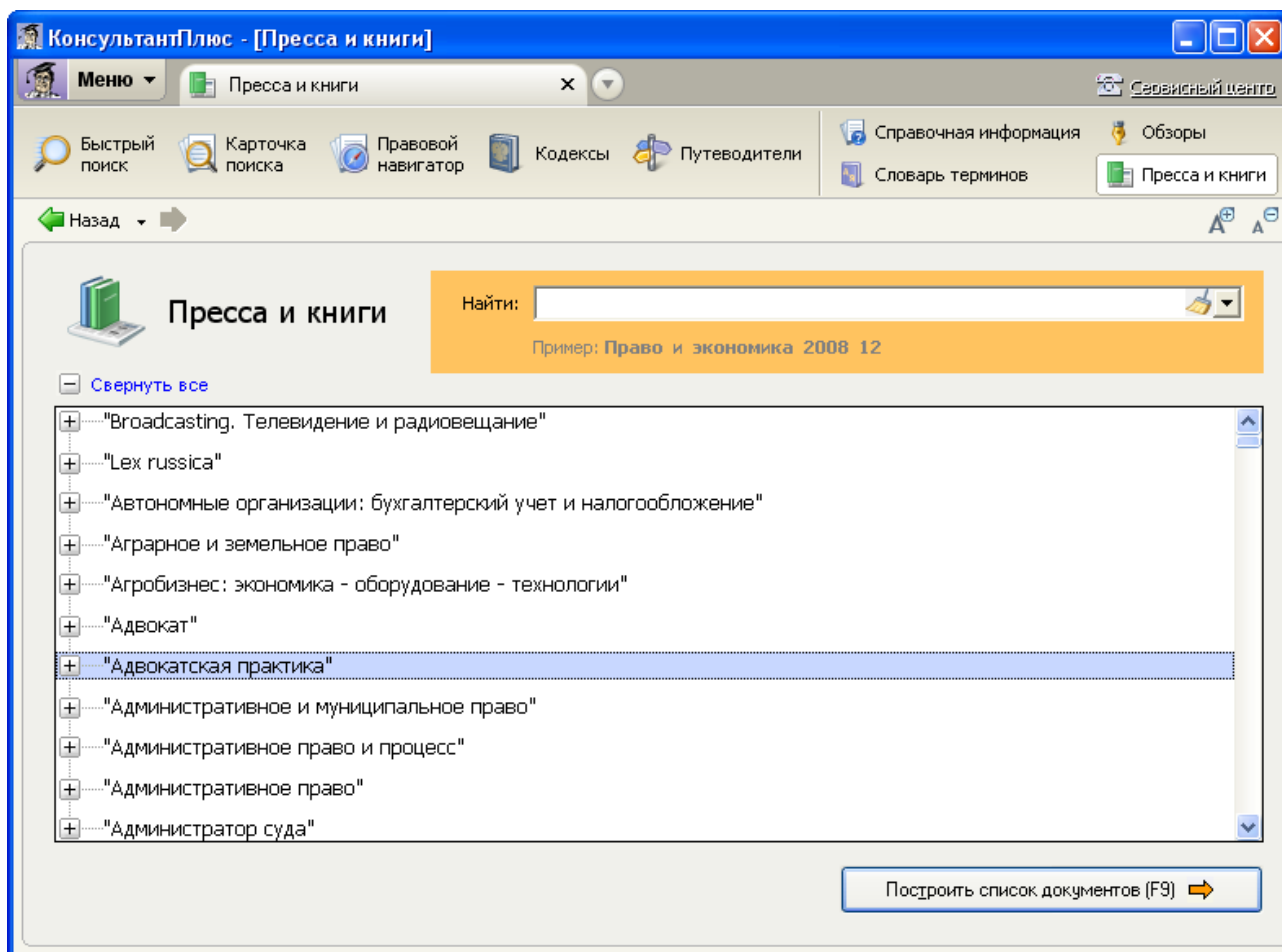 КонсультантПлюс - [Пресса и книги]
Меню
Пресса и книги
Сервисный центр
Быстрый поиск
Карточка поиска
Правовой навигатор
Кодексы
Путеводители
Справочная информация
Обзоры
Словарь терминов
Пресса и книги
Назад
Пресса и книги
Найти:
Пример: Право и экономика 2008 12
Свернуть все
"Broadcasting. Телевидение и радиовещание"
"Lex russica"
"Автономные организации: бухгалтерский учет и налогообложение"
"Аграрное и земельное право"
"Агробизнес: экономика - оборудование - технологии"
"Адвокат"
"Адвокатская практика"
"Административное и муниципальное право"
"Административное право и процесс"
"Административное право"
"Администратор суда"
Построить список документов (F9)